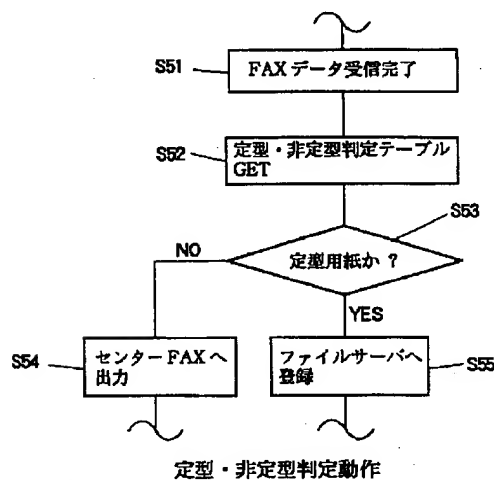 S51
FAXデータ受信完了
S52
定型・非定型判定テーブル
GET
S53
定型用紙か？
NO
YES
S54
センターFAXへ
出力
ファイルサーバへ
登録
S55
定型・非定型判定動作